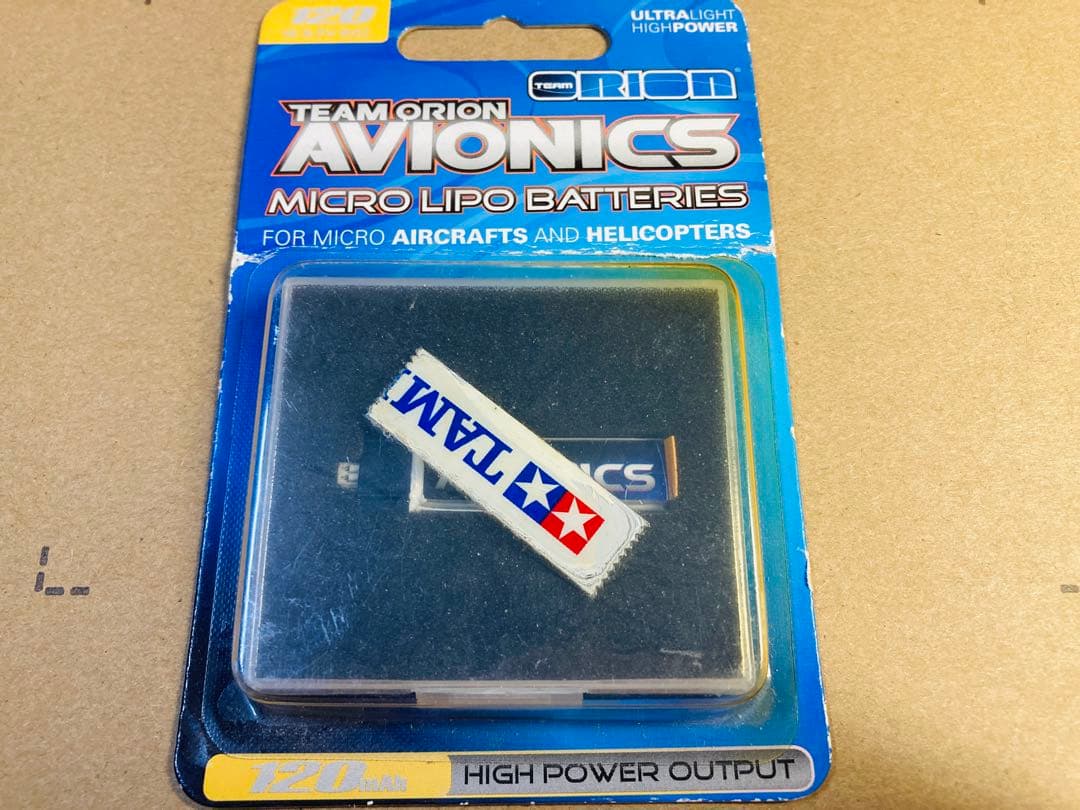 120
ULTRALIGHT
HIGHPOWER
TEAM ORION
TEAM ORION
AVIONICS
MICRO LIPO BATTERIES
FOR MICRO AIRCRAFTS AND HELICOPTERS
TAMI
ICS
120mAh
HIGH POWER OUTPUT